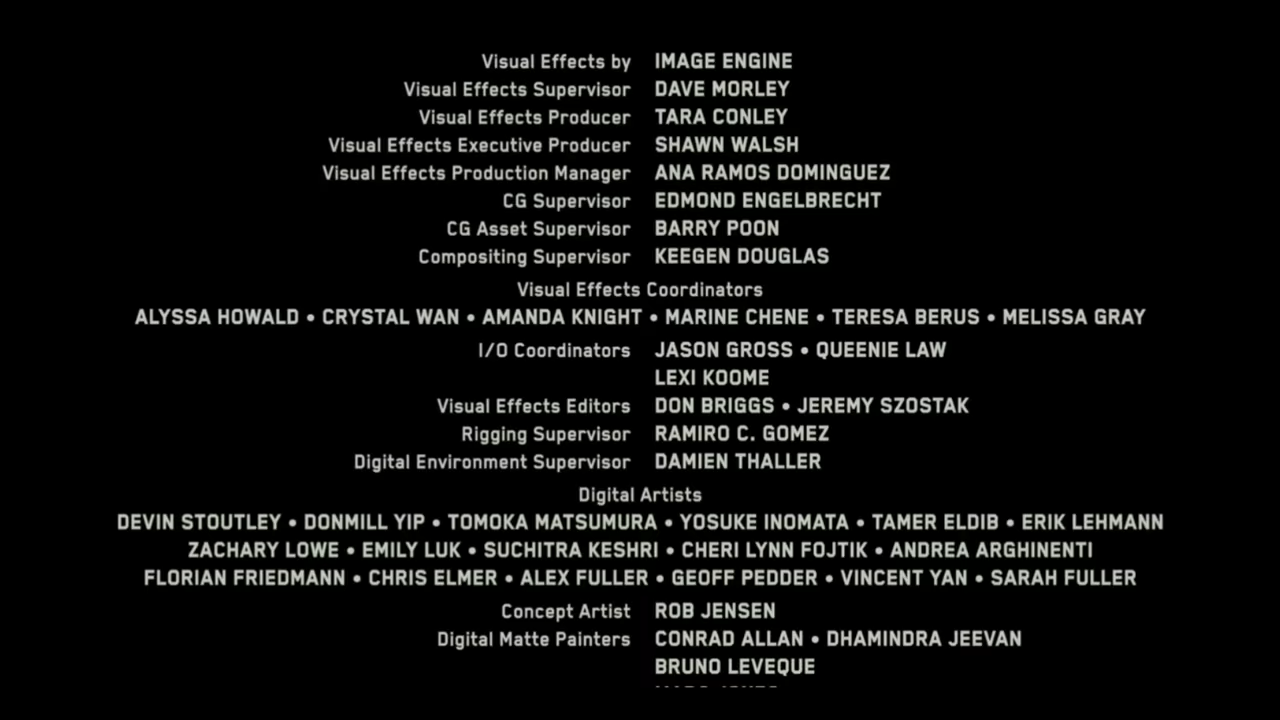 Visual Effects by IMAGE ENGINE
Visual Effects Supervisor DAVE MORLEY
Visual Effects Producer TARA CONLEY
Visual Effects Executive Producer SHAWN WALSH
Visual Effects Production Manager ANA RAMOS DOMINGUEZ
CG Supervisor EDMOND ENGELBRECHT
CG Asset Supervisor BARRY POON
Compositing Supervisor KEEGEN DOUGLAS
Visual Effects Coordinators
ALYSSA HOWALD • CRYSTAL WAN • AMANDA KNIGHT • MARINE CHENE • TERESA BERUS • MELISSA GRAY
I/O Coordinators JASON GROSS • QUEENIE LAW
LEXI KOOME
Visual Effects Editors DON BRIGGS • JEREMY SZOSTAK
Rigging Supervisor RAMIRO C. GOMEZ
Digital Environment Supervisor DAMIEN THALLER
Digital Artists
DEVIN STOUTLEY • DONMILL YIP • TOMOKA MATSUMURA • YOSUKE INOMATA • TAMER ELDIB • ERIK LEHMANN
ZACHARY LOWE • EMILY LUK • SUCHITRA KESHRI • CHERI LYNN FOJTIK • ANDREA ARGHINENTI
FLORIAN FRIEDMANN • CHRIS ELMER • ALEX FULLER • GEOFF PEDDER • VINCENT YAN • SARAH FULLER
Concept Artist ROB JENSEN
Digital Matte Painters CONRAD ALLAN • DHAMINDRA JEEVAN
BRUNO LEVEQUE